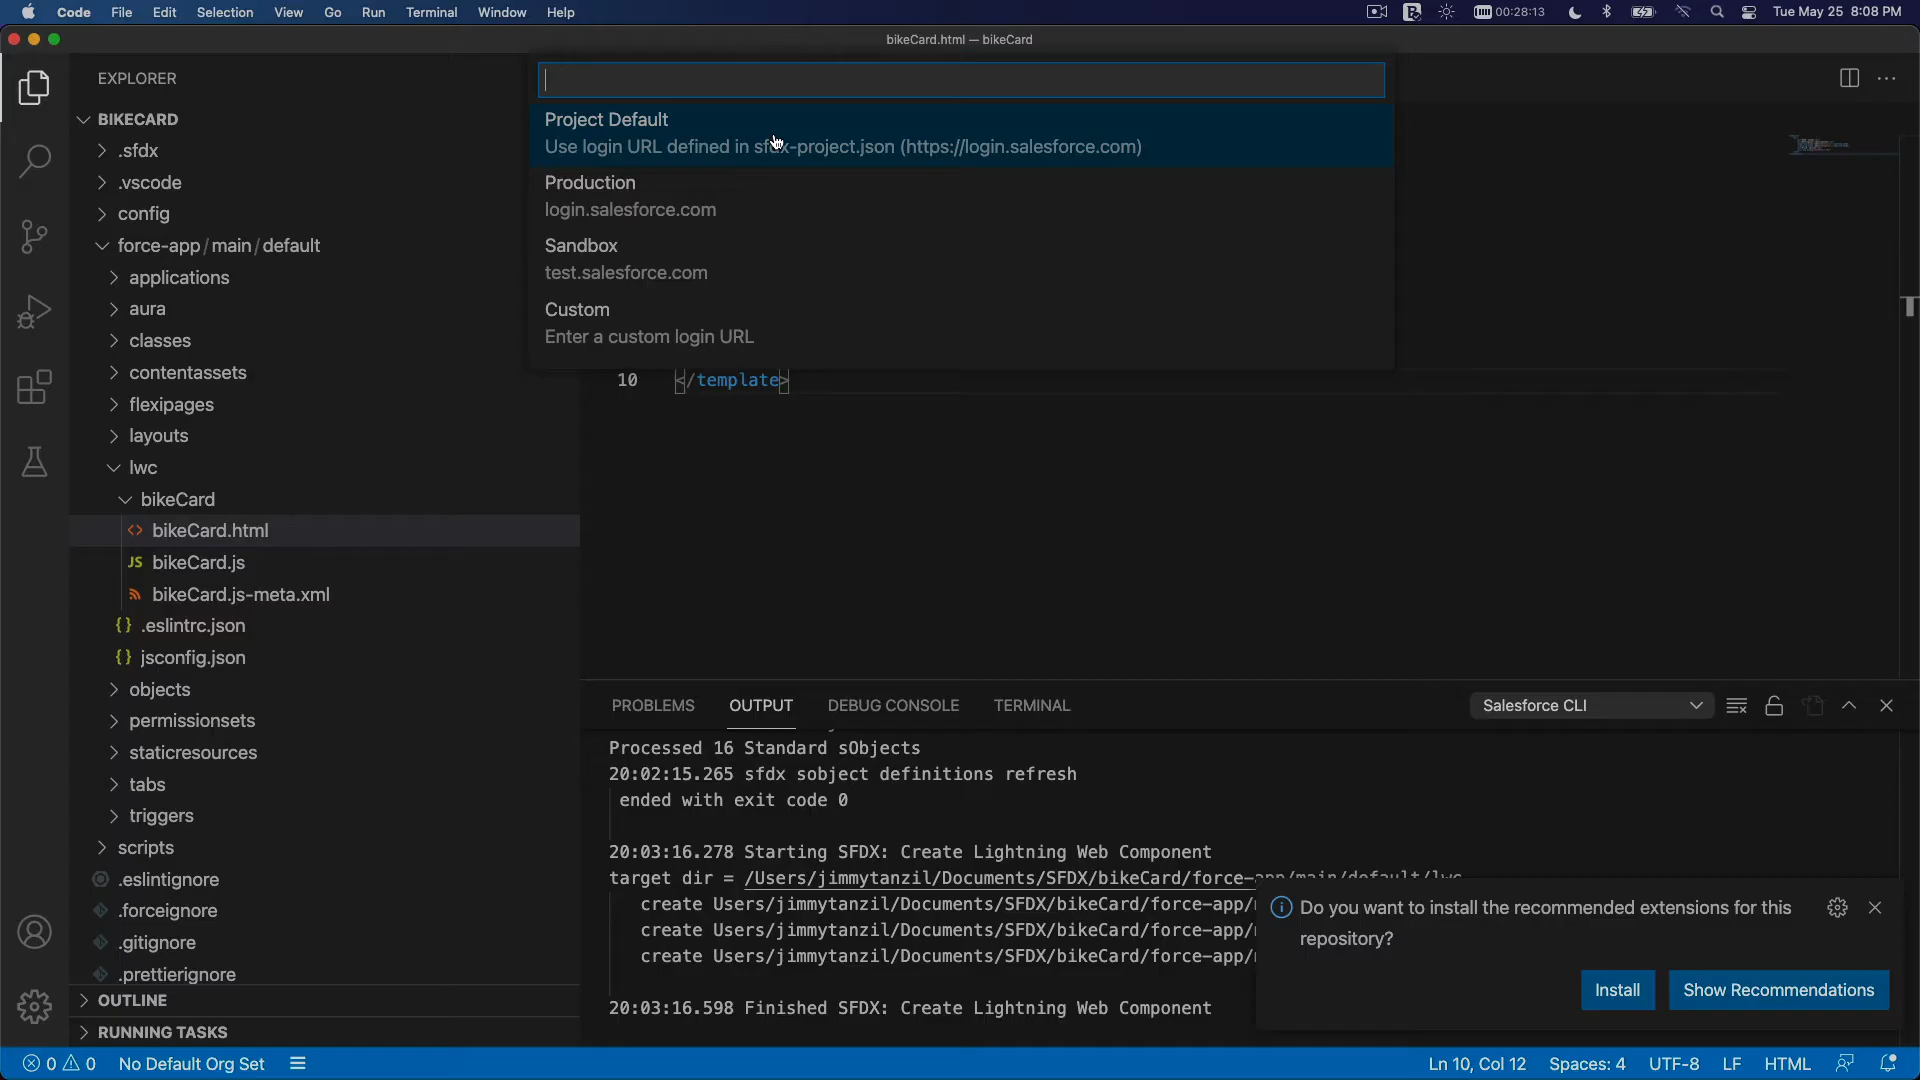 Code File Edit Selection View Go Run Terminal Window Help 00:28:13 Tue May 25 8:08 PM
bikeCard.html — bikeCard
EXPLORER
BIKECARD
.sfdx
.vscode
config
force-app/main/default
applications
aura
classes
contentassets
flexipages
layouts
lwc
bikeCard
bikeCard.html
JS bikeCard.js
bikeCard.js-meta.xml
{} .eslintrc.json
{} jsconfig.json
objects
permissionsets
staticresources
tabs
triggers
scripts
.eslintignore
.forceignore
.gitignore
.prettierignore
OUTLINE
RUNNING TASKS
Project Default
Use login URL defined in sfdx-project.json (https://login.salesforce.com)
Production
login.salesforce.com
Sandbox
test.salesforce.com
Custom
Enter a custom login URL
10 </template>
PROBLEMS OUTPUT DEBUG CONSOLE TERMINAL Salesforce CLI
Processed 16 Standard sObjects
20:02:15.265 sfdx sobject definitions refresh
ended with exit code 0
20:03:16.278 Starting SFDX: Create Lightning Web Component
target dir = /Users/jimmytanzil/Documents/SFDX/bikeCard/force-app/main/default/lwc
create Users/jimmytanzil/Documents/SFDX/bikeCard/force-app/
create Users/jimmytanzil/Documents/SFDX/bikeCard/force-app/
create Users/jimmytanzil/Documents/SFDX/bikeCard/force-app/
20:03:16.598 Finished SFDX: Create Lightning Web Component
Do you want to install the recommended extensions for this
repository?
Install Show Recommendations
0 0 No Default Org Set Ln 10, Col 12 Spaces: 4 UTF-8 LF HTML